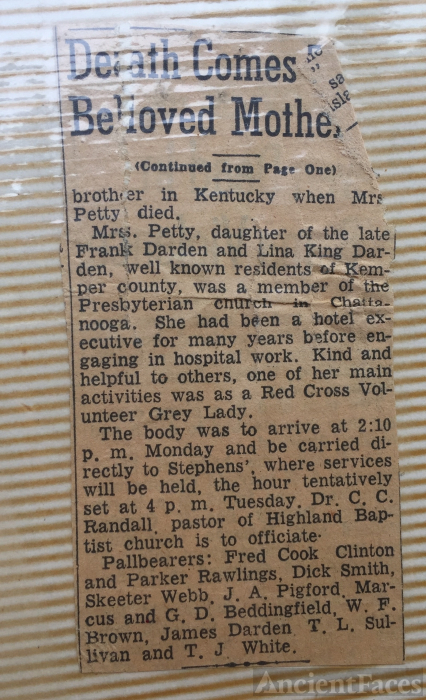 Death Comes
Beloved Mothe
(Continued from Page One)
brother in Kentucky when Mrs
Petty died.
Mrs. Petty, daughter of the late
Frank Darden and Lina King Dar-
den, well known residents of Kem-
per county, was a member of the
Presbyterian church in Chatta-
nooga. She had been a hotel ex-
ecutive for many years before en-
gaging in hospital work. Kind and
helpful to others, one of her main
activities was as a Red Cross Vol-
unteer Grey Lady.
The body was to arrive at 2:10
p. m. Monday and be carried di-
rectly to Stephens', where services
will be held, the hour tentatively
set at 4 p. m. Tuesday. Dr. C. C.
Randall, pastor of Highland Bap-
tist church is to officiate.
Pallbearers: Fred Cook Clinton
and Parker Rawlings, Dick Smith,
Skeeter Webb, J. A. Pigford, Mar-
cus and G. D. Beddingfield, W. F.
Brown, James Darden, T. L. Sul-
livan and T. J. White.
AncientFaces